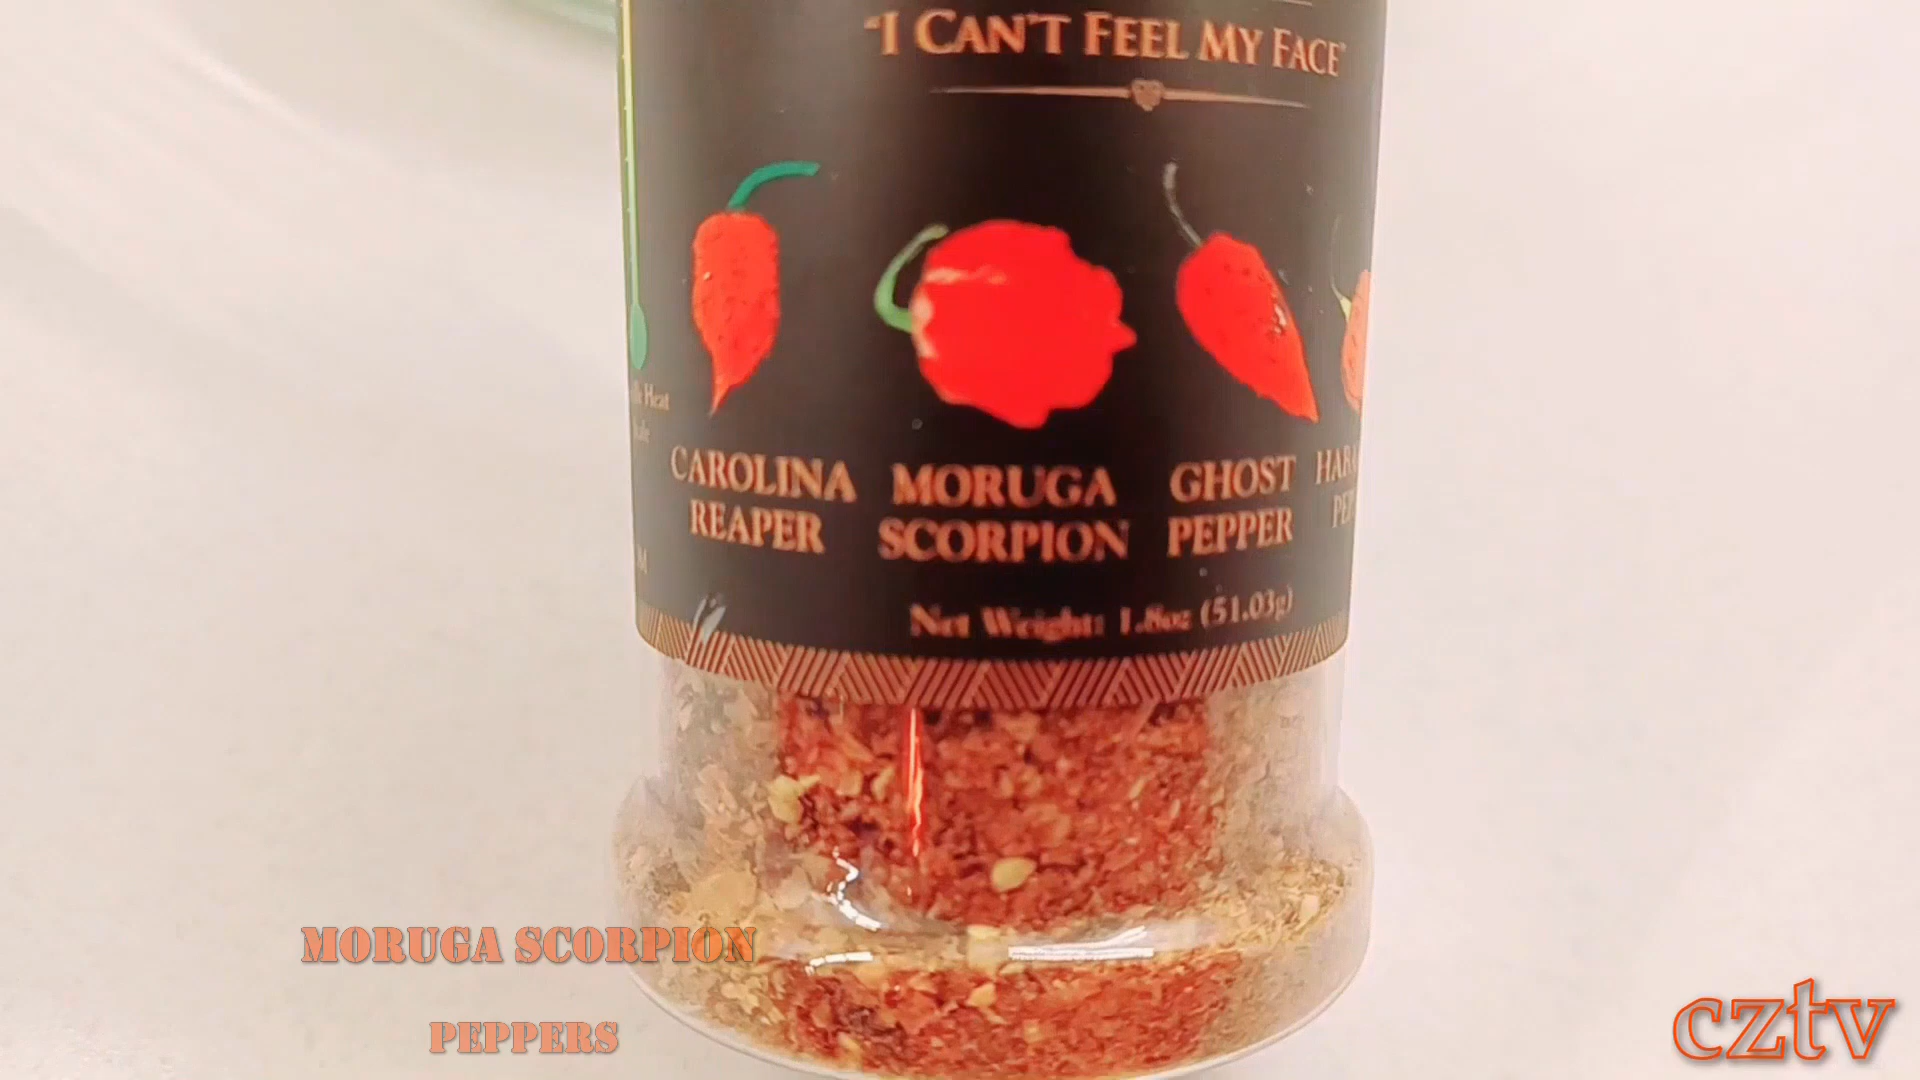 "I CAN'T FEEL MY FACE"
Heat
CAROLINA
REAPER
MORUGA
SCORPION
GHOST
PEPPER
Net Weight: 1.8oz (51.03g)
MORUGA SCORPION
PEPPERS
cztv